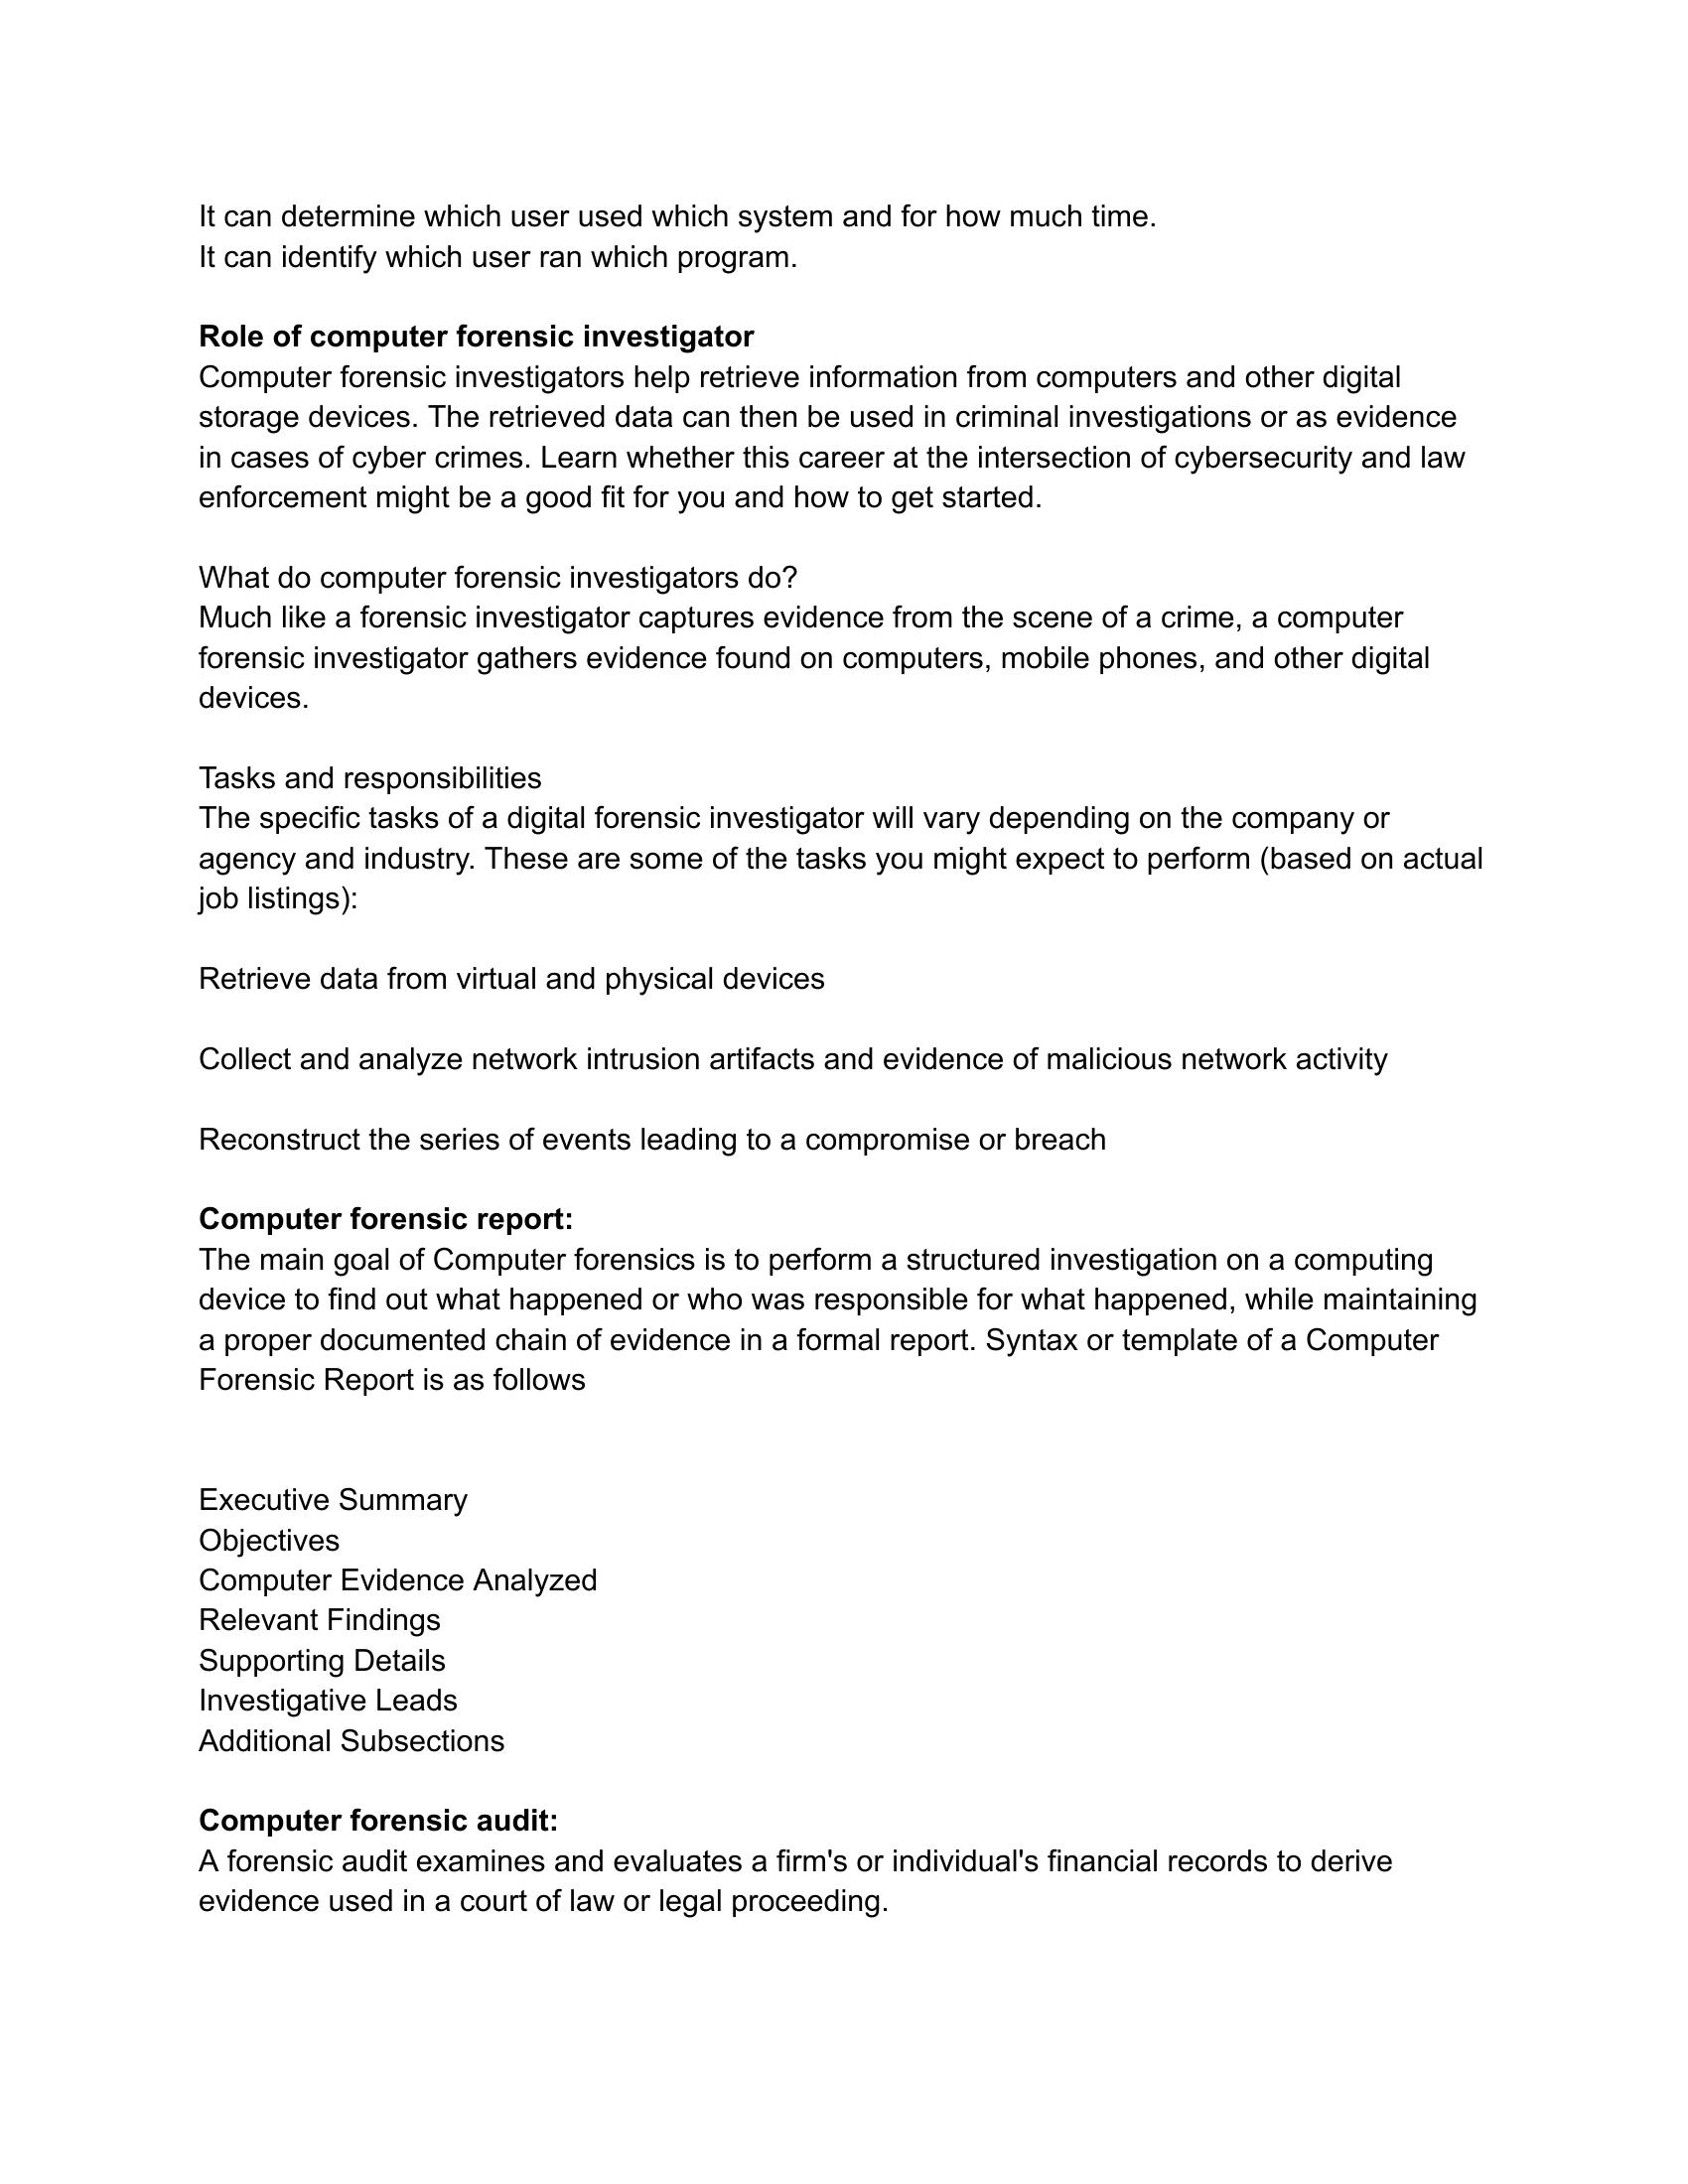 It can determine which user used which system and for how much time.
It can identify which user ran which program.
Role of computer forensic investigator
Computer forensic investigators help retrieve information from computers and other digital
storage devices. The retrieved data can then be used in criminal investigations or as evidence
in cases of cyber crimes. Learn whether this career at the intersection of cybersecurity and law
enforcement might be a good fit for you and how to get started.
What do computer forensic investigators do?
Much like a forensic investigator captures evidence from the scene of a crime, a computer
forensic investigator gathers evidence found on computers, mobile phones, and other digital
devices.
Tasks and responsibilities
The specific tasks of a digital forensic investigator will vary depending on the company or
agency and industry. These are some of the tasks you might expect to perform (based on actual
job listings):
Retrieve data from virtual and physical devices
Collect and analyze network intrusion artifacts and evidence of malicious network activity
Reconstruct the series of events leading to a compromise or breach
Computer forensic report:
The main goal of Computer forensics is to perform a structured investigation on a computing
device to find out what happened or who was responsible for what happened, while maintaining
a proper documented chain of evidence in a formal report. Syntax or template of a Computer
Forensic Report is as follows
Executive Summary
Objectives
Computer Evidence Analyzed
Relevant Findings
Supporting Details
Investigative Leads
Additional Subsections
Computer forensic audit:
A forensic audit examines and evaluates a firm's or individual's financial records to derive
evidence used in a court of law or legal proceeding.